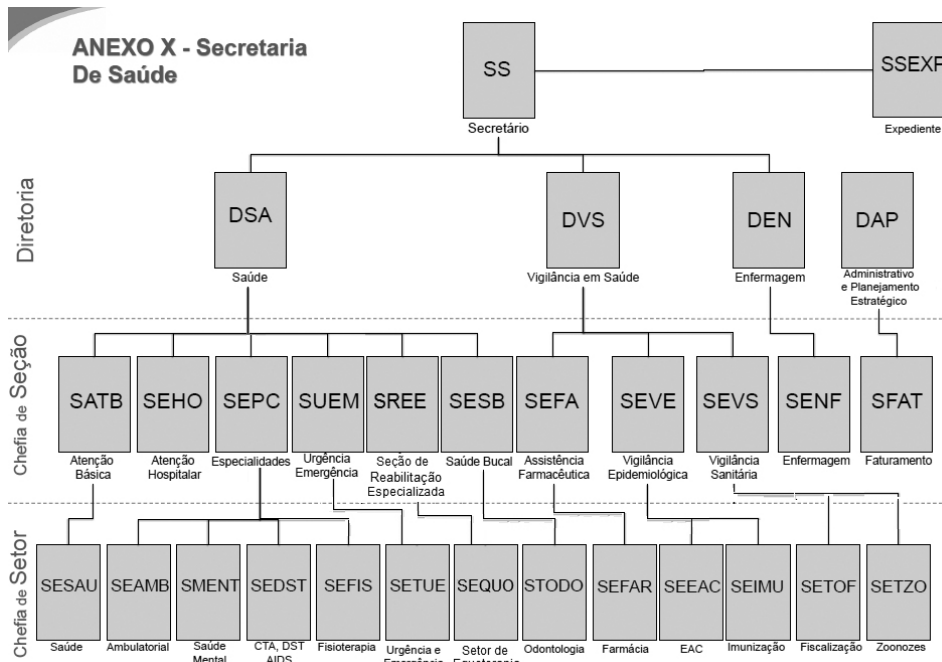 ANEXO X - Secretaria
De Saúde
SS
SSEXP
Secretário
Expediente
Diretoria
DSA
DVS
DEN
DAP
Saúde
Vigilância em Saúde
Enfermagem
Administrativo
e Planejamento
Estratégico
Chefia de Seção
SATB
SEHO
SEPC
SUEM
SREE
SESB
SEFA
SEVE
SEVS
SENF
SFAT
Atenção
Básica
Atenção
Hospitalar
Especialidades
Urgência
Emergência
Seção de
Reabilitação
Especializada
Saúde Bucal
Assistência
Farmacêutica
Vigilância
Epidemiológica
Vigilância
Sanitária
Enfermagem
Faturamento
Chefia de Setor
SESAU
SEAMB
SMENT
SEDST
SEFIS
SETUE
SEQUO
STODO
SEFAR
SEEAC
SEIMU
SETOF
SETZO
Saúde
Ambulatorial
Saúde
Mental
CTA, DST
AIDS
Fisioterapia
Urgência e
Emergência
Setor de
Equoterapia
Odontologia
Farmácia
EAC
Imunização
Fiscalização
Zoonozes